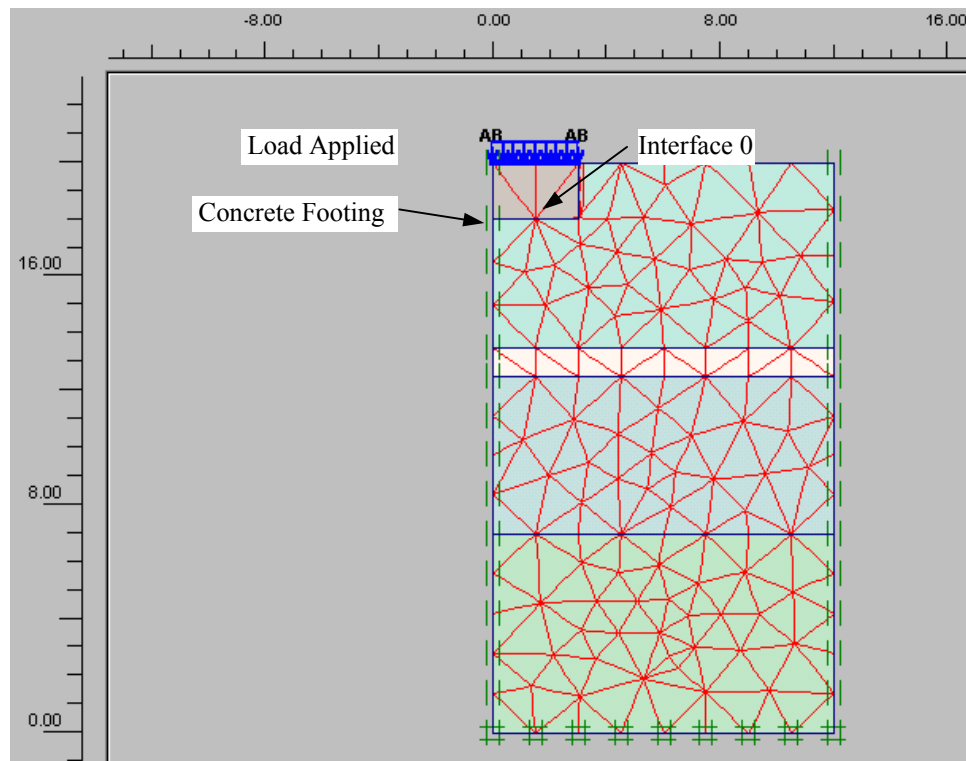 -8.00 0.00 8.00 16.00
AB AB
Load Applied
Interface 0
Concrete Footing
16.00
8.00
0.00